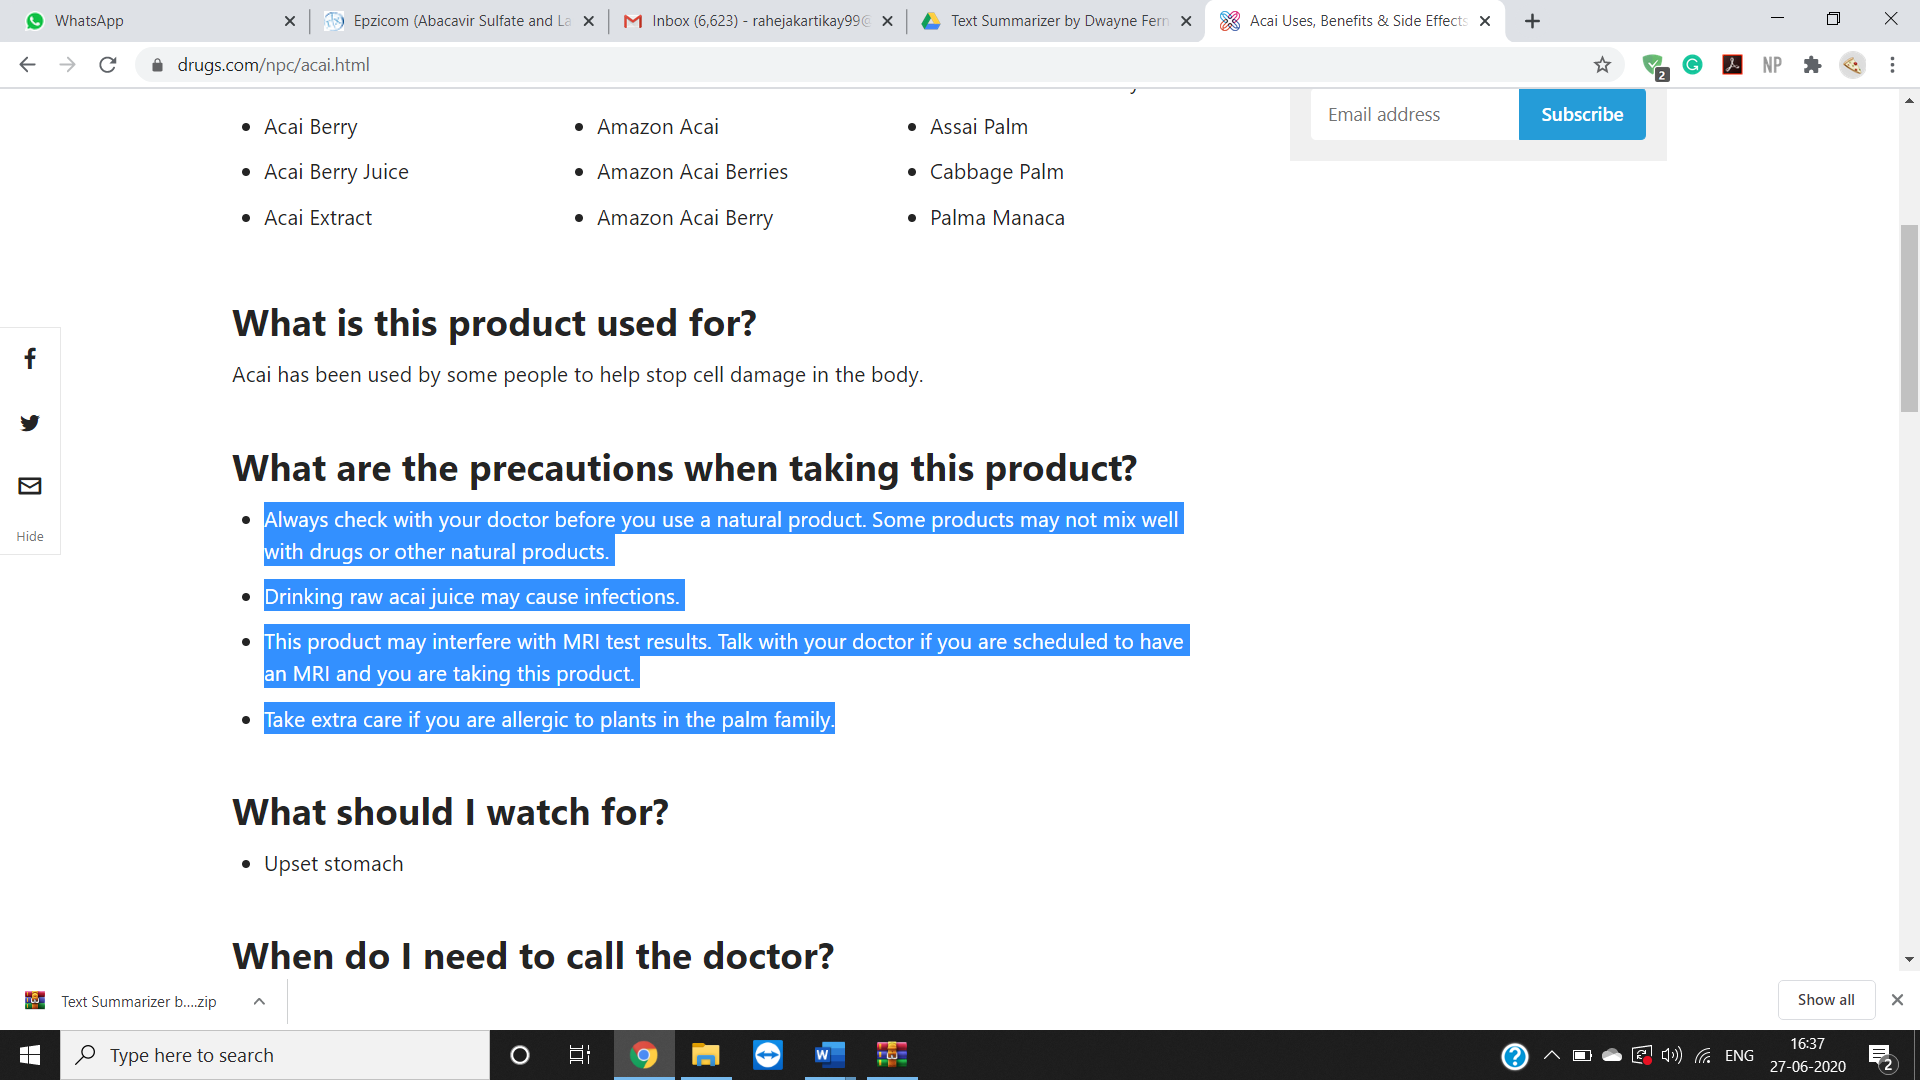 WhatsApp
Epzicom (Abacavir Sulfate and La
Inbox (6,623) - rahejakartikay99@
Text Summarizer by Dwayne Fern
Acai Uses, Benefits & Side Effects
drugs.com/npc/acai.html
2
NP
Acai Berry
Amazon Acai
Assai Palm
Email address
Subscribe
Acai Berry Juice
Amazon Acai Berries
Cabbage Palm
Acai Extract
Amazon Acai Berry
Palma Manaca
What is this product used for?
Acai has been used by some people to help stop cell damage in the body.
What are the precautions when taking this product?
Always check with your doctor before you use a natural product. Some products may not mix well
with drugs or other natural products.
Hide
Drinking raw acai juice may cause infections.
This product may interfere with MRI test results. Talk with your doctor if you are scheduled to have
an MRI and you are taking this product.
Take extra care if you are allergic to plants in the palm family.
What should I watch for?
Upset stomach
When do I need to call the doctor?
Text Summarizer b....zip
Show all
Type here to search
ENG
16:37
27-06-2020
2